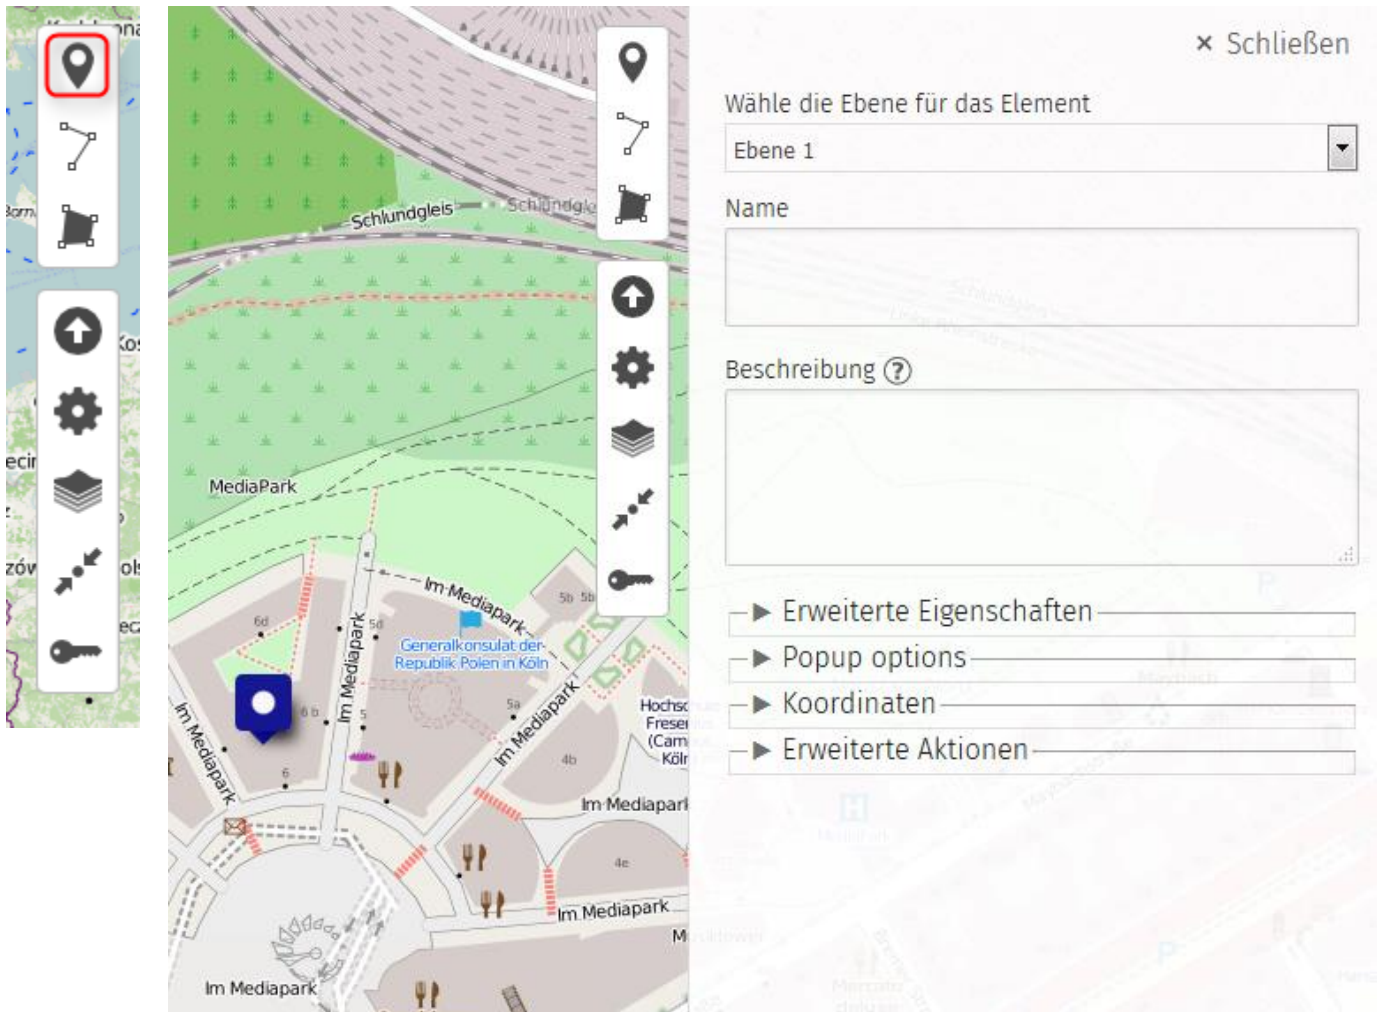 Schließen
Wähle die Ebene für das Element
Ebene 1
Name
Beschreibung ?
Erweiterte Eigenschaften
Popup options
Koordinaten
Erweiterte Aktionen
Schlundgleis
MediaPark
Im Mediapark
5b
6d
5d
Im Mediapark
Generalkonsulat der
Republik Polen in Köln
5a
6 b
5
Im Mediapark
Im Mediapark
4b
6
Im Mediapark
4e
Im Mediapark
Im Mediapark